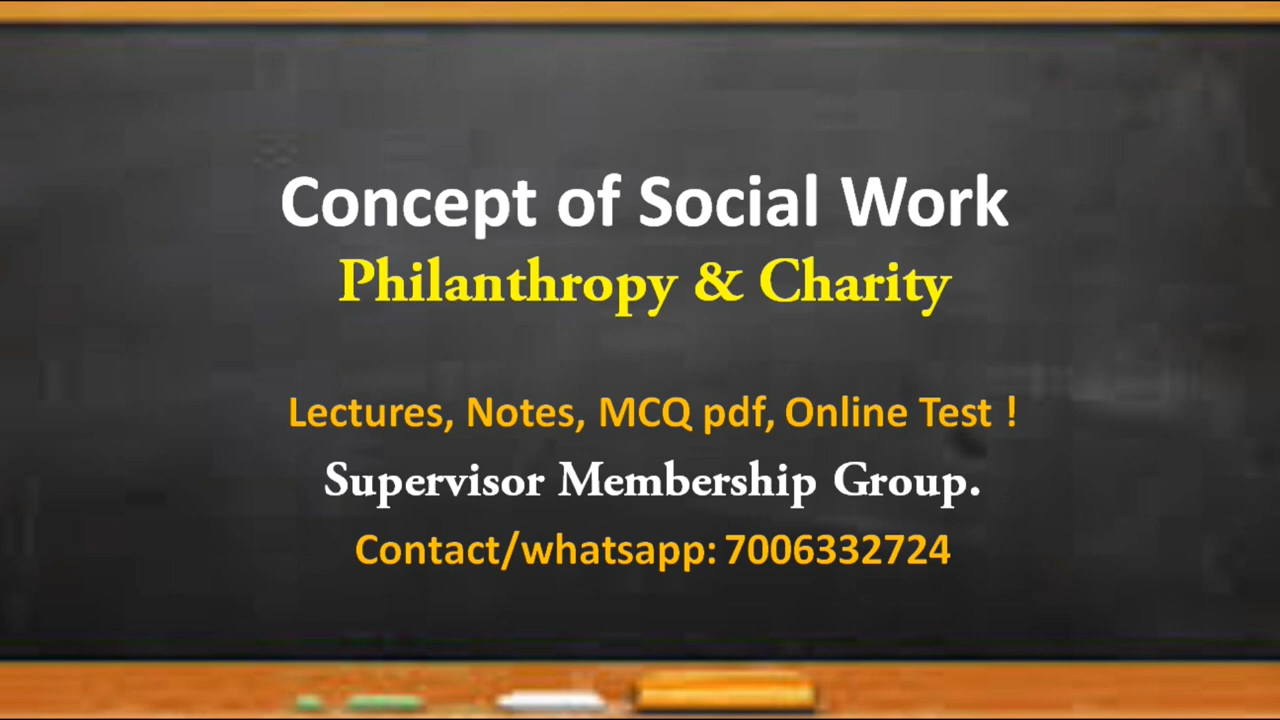 Concept of Social Work
Philanthropy & Charity
Lectures, Notes, MCQ pdf, Online Test !
Supervisor Membership Group.
Contact/whatsapp: 7006332724